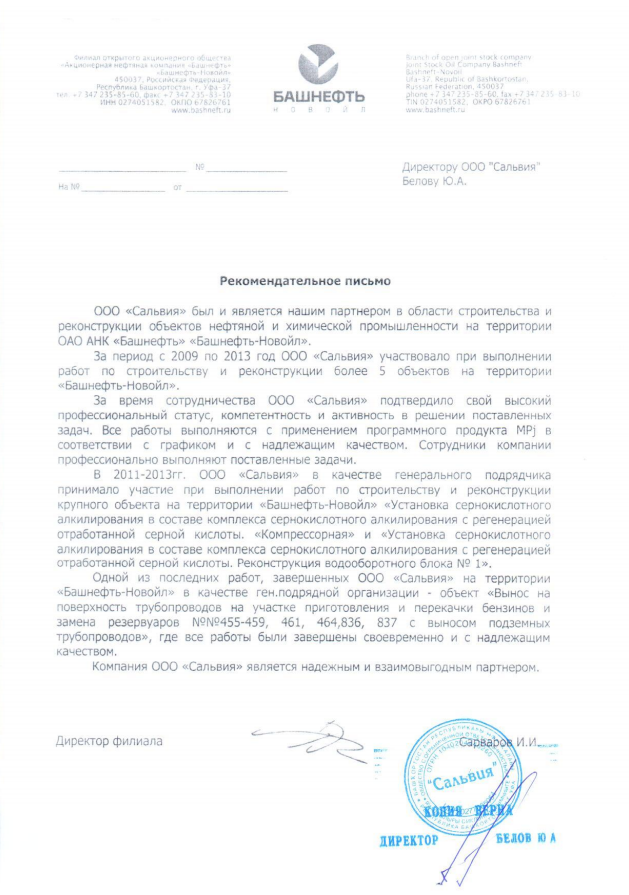 Филиал открытого акционерного общества
«Акционерная нефтяная компания «Башнефть»
«Башнефть-Новойл»
450037, Российская Федерация,
Республика Башкортостан, г. Уфа-37
тел: +7 347 235-85-60, факс +7 347 235-83-10
ИНН 0274051582, ОКПО 67826761
www.bashneft.ru
БАШНЕФТЬ
НОВОЙЛ
Branch of open joint stock company
Joint Stock Oil Company Bashneft
Bashneft-Novoil
Ufa-37, Republic of Bashkortostan,
Russian Federation, 450037
phone +7 347 235-85-60, fax +7 347 235-83-10
TIN 0274051582, OKPO 67826761
www.bashneft.ru
№
На № от
Директору ООО "Сальвия"
Белову Ю.А.
Рекомендательное письмо
ООО «Сальвия» был и является нашим партнером в области строительства и
реконструкции объектов нефтяной и химической промышленности на территории
ОАО АНК «Башнефть» «Башнефть-Новойл».
За период с 2009 по 2013 год ООО «Сальвия» участвовало при выполнении
работ по строительству и реконструкции более 5 объектов на территории
«Башнефть-Новойл».
За время сотрудничества ООО «Сальвия» подтвердило свой высокий
профессиональный статус, компетентность и активность в решении поставленных
задач. Все работы выполняются с применением программного продукта MPj в
соответствии с графиком и с надлежащим качеством. Сотрудники компании
профессионально выполняют поставленные задачи.
В 2011-2013гг. ООО «Сальвия» в качестве генерального подрядчика
принимало участие при выполнении работ по строительству и реконструкции
крупного объекта на территории «Башнефть-Новойл» «Установка сернокислотного
алкилирования в составе комплекса сернокислотного алкилирования с регенерацией
отработанной серной кислоты. «Компрессорная» и «Установка сернокислотного
алкилирования в составе комплекса сернокислотного алкилирования с регенерацией
отработанной серной кислоты. Реконструкция водооборотного блока № 1».
Одной из последних работ, завершенных ООО «Сальвия» на территории
«Башнефть-Новойл» в качестве ген.подрядной организации - объект «Вынос на
поверхность трубопроводов на участке приготовления и перекачки бензинов и
замена резервуаров №№455-459, 461, 464,836, 837 с выносом подземных
трубопроводов», где все работы были завершены своевременно и с надлежащим
качеством.
Компания ООО «Сальвия» является надежным и взаимовыгодным партнером.
Директор филиала
Сарваров И.И.
"Сальвия"
КОПИЯ ВЕРНА
ДИРЕКТОР БЕЛОВ Ю А